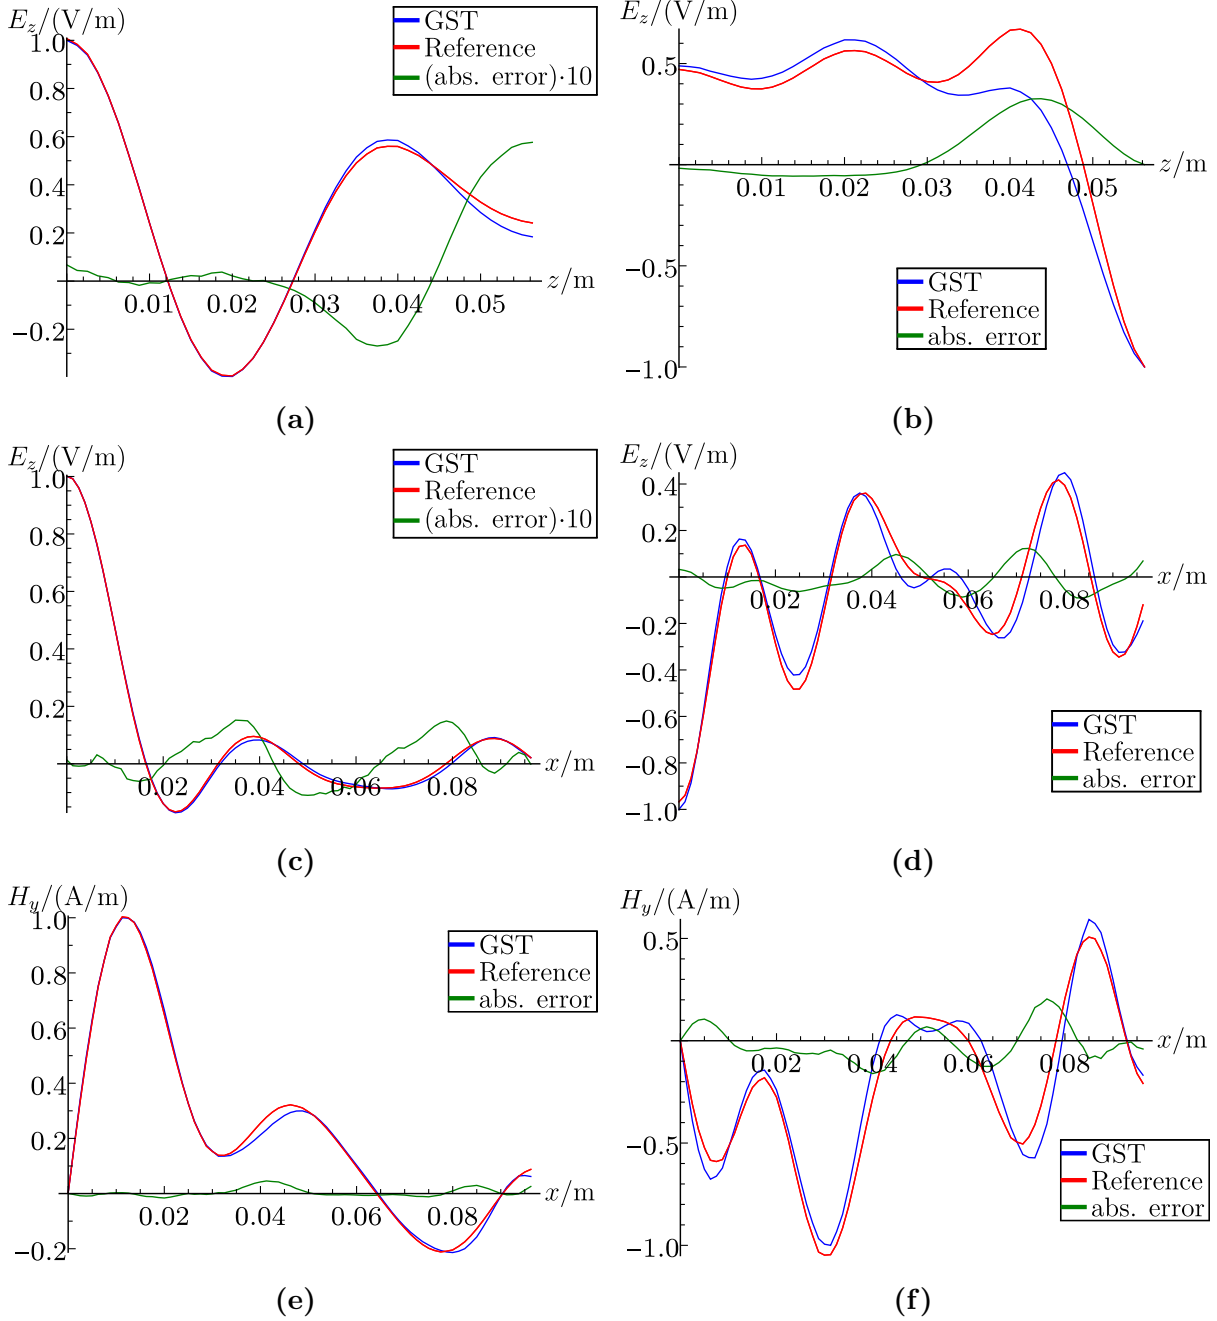 E_z/(V/m)
1.0
0.8
0.6
0.4
0.2
−0.2
0.01
0.02
0.03
0.04
0.05
z/m
GST
Reference
(abs. error)·10
(a)
E_z/(V/m)
0.5
−0.5
−1.0
0.01
0.02
0.03
0.04
0.05
z/m
GST
Reference
abs. error
(b)
E_z/(V/m)
1.0
0.8
0.6
0.4
0.2
0.02
0.04
0.06
0.08
x/m
GST
Reference
(abs. error)·10
(c)
E_z/(V/m)
0.4
0.2
−0.2
−0.4
−0.6
−0.8
−1.0
0.02
0.04
0.06
0.08
x/m
GST
Reference
abs. error
(d)
H_y/(A/m)
1.0
0.8
0.6
0.4
0.2
−0.2
0.02
0.04
0.06
0.08
x/m
GST
Reference
abs. error
(e)
H_y/(A/m)
0.5
−0.5
−1.0
0.02
0.04
0.06
0.08
x/m
GST
Reference
abs. error
(f)